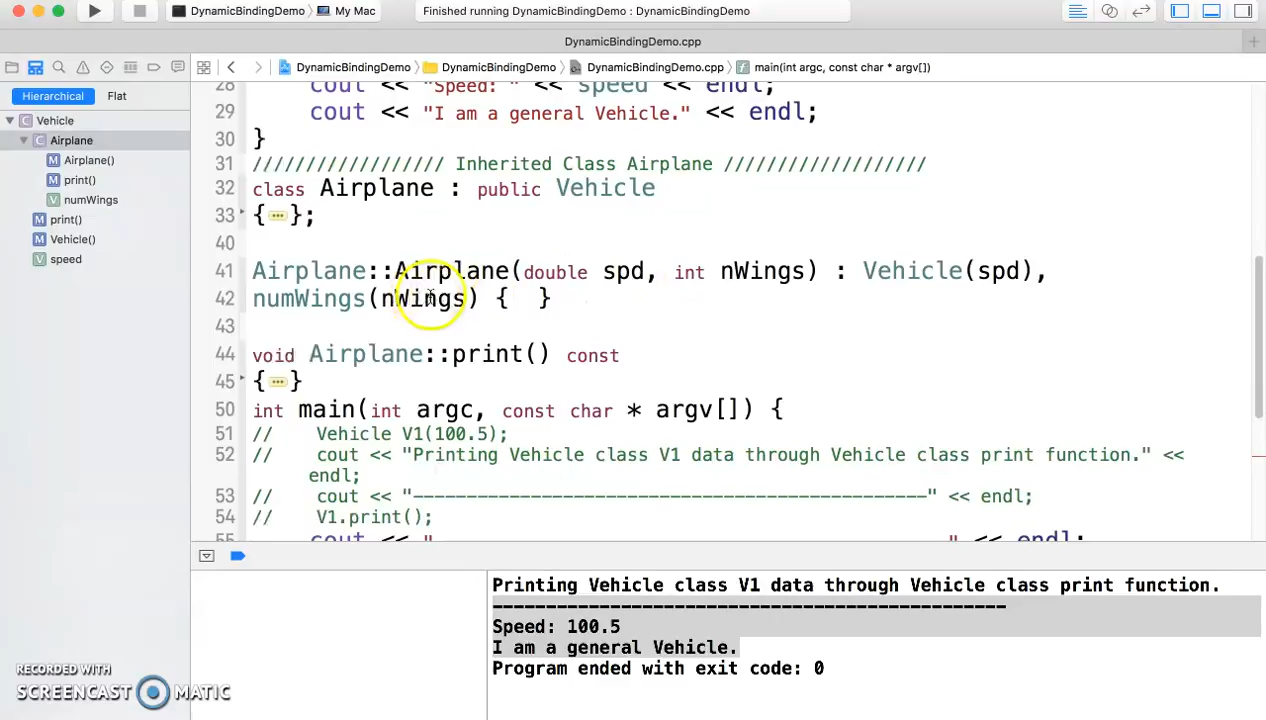 DynamicBindingDemo
My Mac
Finished running DynamicBindingDemo : DynamicBindingDemo
DynamicBindingDemo.cpp
DynamicBindingDemo
DynamicBindingDemo
DynamicBindingDemo.cpp
main(int argc, const char * argv[])
Hierarchical
Flat
Vehicle
Airplane
Airplane()
print()
numWings
print()
Vehicle()
speed
28 cout << "Speed: " << speed << endl;
29 cout << "I am a general Vehicle." << endl;
30 }
31 ////////////////// Inherited Class Airplane ///////////////////
32 class Airplane : public Vehicle
33 {...};
40
41 Airplane::Airplane(double spd, int nWings) : Vehicle(spd),
42 numWings(nWings) { }
43
44 void Airplane::print() const
45 {...}
50 int main(int argc, const char * argv[]) {
51 // Vehicle V1(100.5);
52 // cout << "Printing Vehicle class V1 data through Vehicle class print function." <<
endl;
53 // cout << "------------------------------------------------" << endl;
54 // V1.print();
55 cout << " " << endl;
Printing Vehicle class V1 data through Vehicle class print function.
------------------------------------------------
Speed: 100.5
I am a general Vehicle.
Program ended with exit code: 0
RECORDED WITH
SCREENCAST MATIC